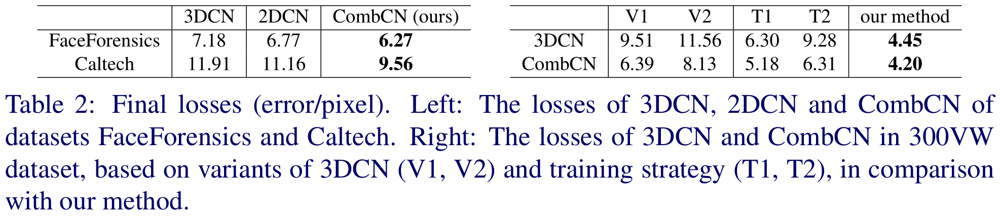 3DCN 2DCN CombCN (ours)
FaceForensics 7.18 6.77 6.27
Caltech 11.91 11.16 9.56
V1 V2 T1 T2 our method
3DCN 9.51 11.56 6.30 9.28 4.45
CombCN 6.39 8.13 5.18 6.31 4.20
Table 2: Final losses (error/pixel). Left: The losses of 3DCN, 2DCN and CombCN of
datasets FaceForensics and Caltech. Right: The losses of 3DCN and CombCN in 300VW
dataset, based on variants of 3DCN (V1, V2) and training strategy (T1, T2), in comparison
with our method.